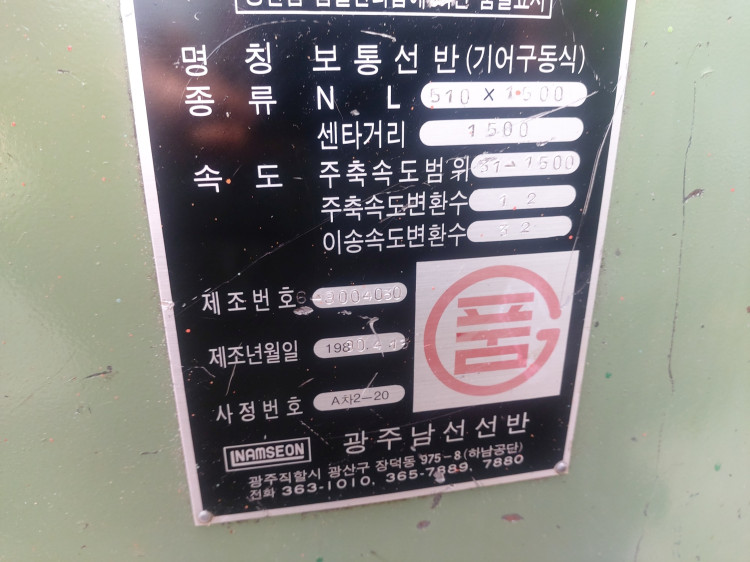 명 칭 보통선반(기어구동식)
종 류 N L 510 X 1500
센타거리 1500
속 도 주축속도범위 31-1500
주축속도변환수 12
이송속도변환수 32
제조번호
제조년월일
사정번호 A차2-20
품
NAMSEON 광주남선선반
광주직할시 광산구 장덕동 975-8(하남공단)
전화 363-1010. 365-7889. 7880